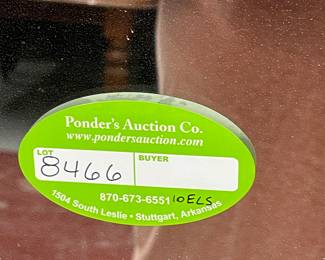 Ponder's Auction Co.
www.pondersauction.com
LOT BUYER
8466
870-673-6551 10ELS
1504 South Leslie • Stuttgart, Arkansas